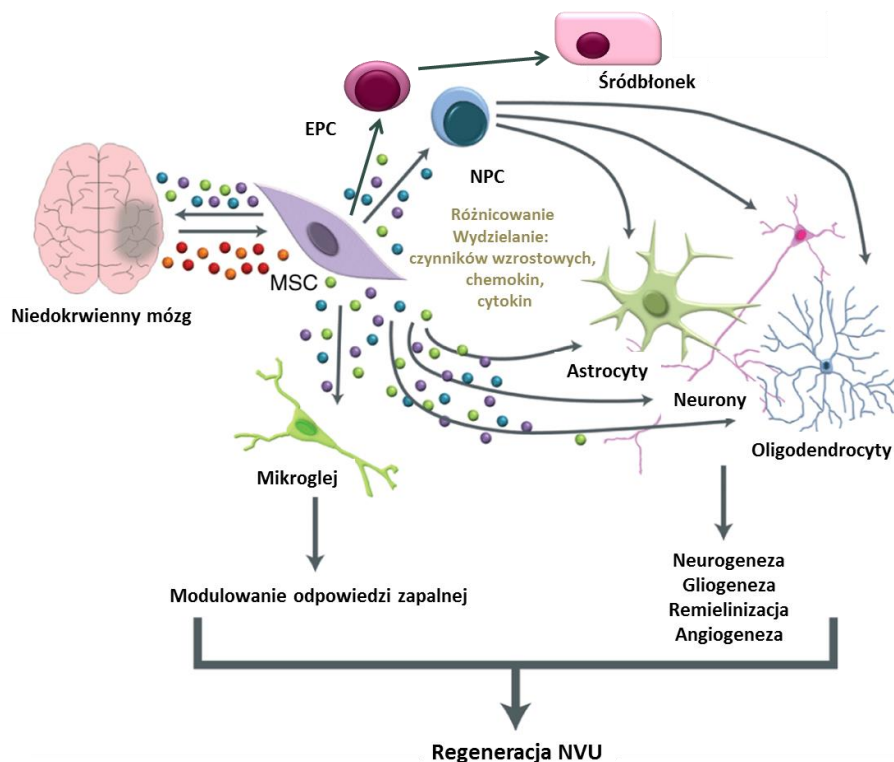 Śródbłonek
EPC
NPC
Różnicowanie
Wydzielanie:
czynników wzrostowych,
chemokin,
cytokin
MSC
Niedokrwienny mózg
Astrocyty
Neurony
Oligodendrocyty
Mikroglej
Neurogeneza
Gliogeneza
Remielinizacja
Angiogeneza
Modulowanie odpowiedzi zapalnej
Regeneracja NVU